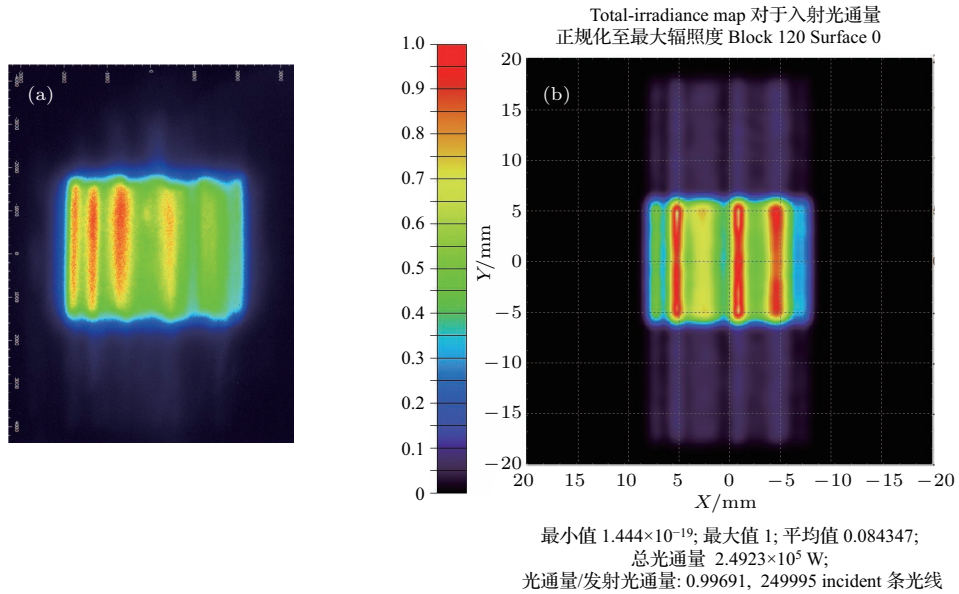 Total-irradiance map 对于入射光通量
正规化至最大辐照度 Block 120 Surface 0
(a)
1.0
0.9
0.8
0.7
0.6
0.5
0.4
0.3
0.2
0.1
0
(b)
20
15
10
5
0
−5
−10
−15
−20
Y/mm
20 15 10 5 0 −5 −10 −15 −20
X/mm
最小值 1.444×10⁻¹⁹; 最大值 1; 平均值 0.084347;
总光通量 2.4923×10⁵ W;
光通量/发射光通量: 0.99691, 249995 incident 条光线